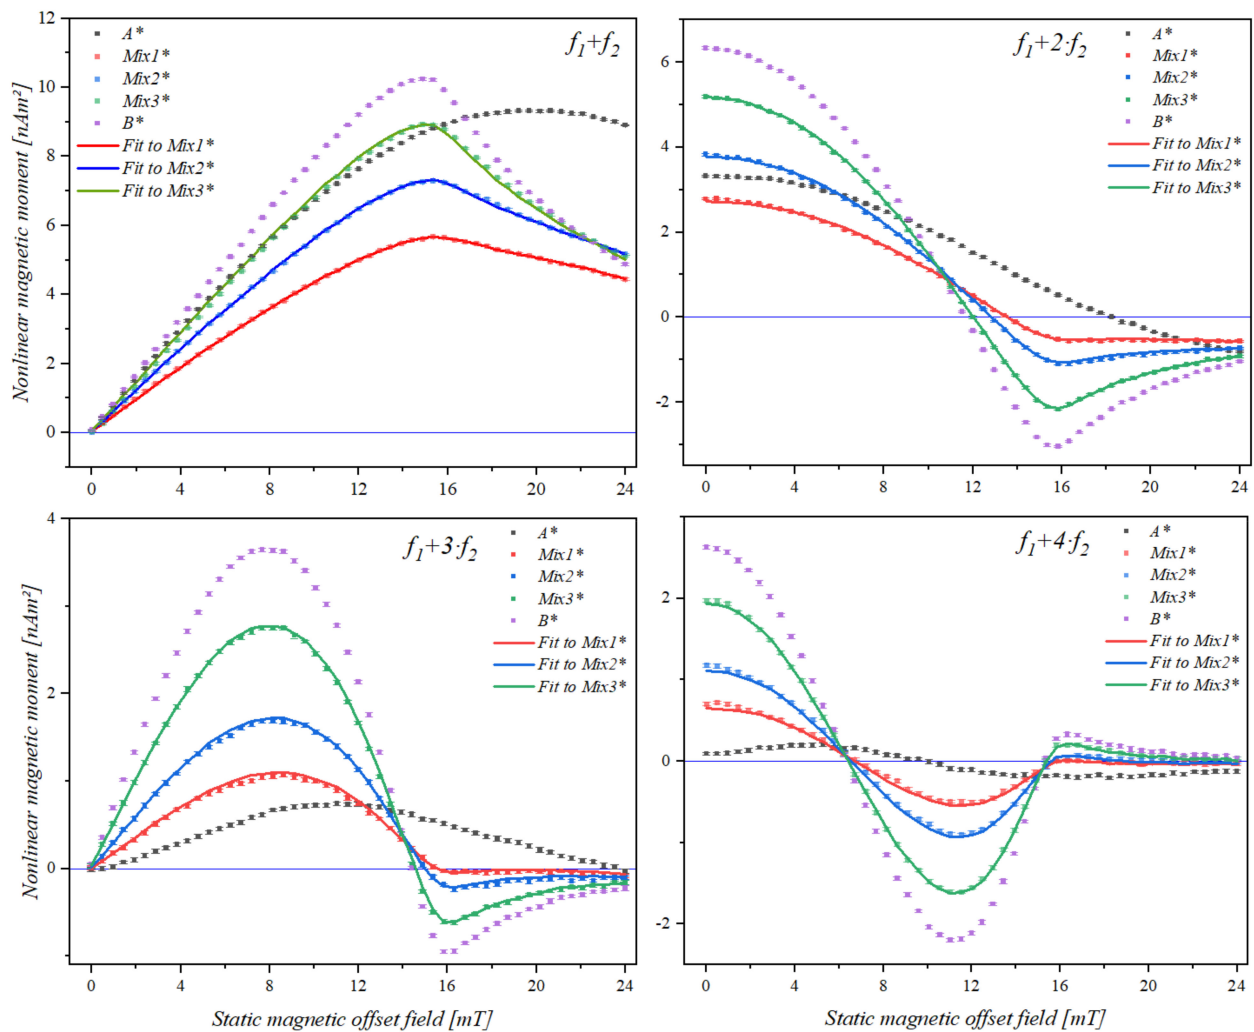 12
10
8
6
4
2
0
Nonlinear magnetic moment [nAm²]
f₁+f₂
A*
Mix1*
Mix2*
Mix3*
B*
Fit to Mix1*
Fit to Mix2*
Fit to Mix3*
0 4 8 12 16 20 24
6
4
2
0
-2
f₁+2·f₂
A*
Mix1*
Mix2*
Mix3*
B*
Fit to Mix1*
Fit to Mix2*
Fit to Mix3*
0 4 8 12 16 20 24
4
2
0
Nonlinear magnetic moment [nAm²]
f₁+3·f₂
A*
Mix1*
Mix2*
Mix3*
B*
Fit to Mix1*
Fit to Mix2*
Fit to Mix3*
0 4 8 12 16 20 24
Static magnetic offset field [mT]
2
0
-2
f₁+4·f₂
A*
Mix1*
Mix2*
Mix3*
B*
Fit to Mix1*
Fit to Mix2*
Fit to Mix3*
0 4 8 12 16 20 24
Static magnetic offset field [mT]